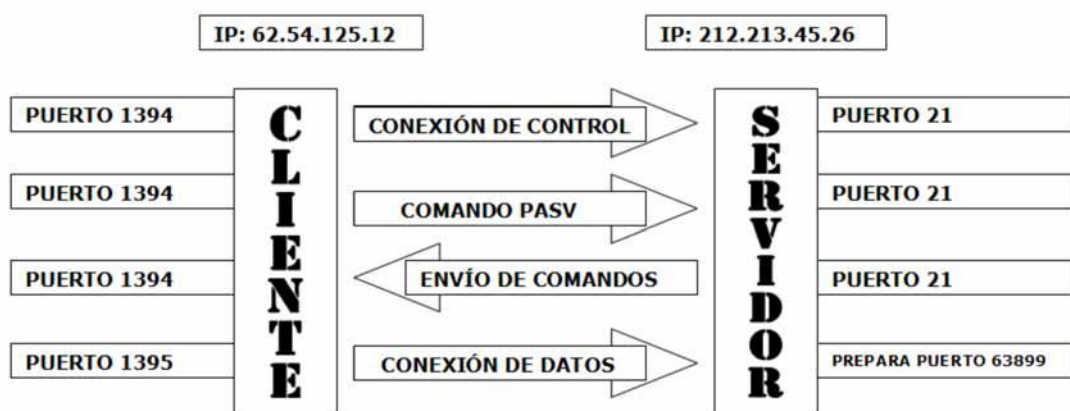 IP: 62.54.125.12
IP: 212.213.45.26
PUERTO 1394
CONEXIÓN DE CONTROL
PUERTO 21
PUERTO 1394
COMANDO PASV
PUERTO 21
PUERTO 1394
ENVÍO DE COMANDOS
PUERTO 21
PUERTO 1395
CONEXIÓN DE DATOS
PREPARA PUERTO 63899
CLIENTE
SERVIDOR